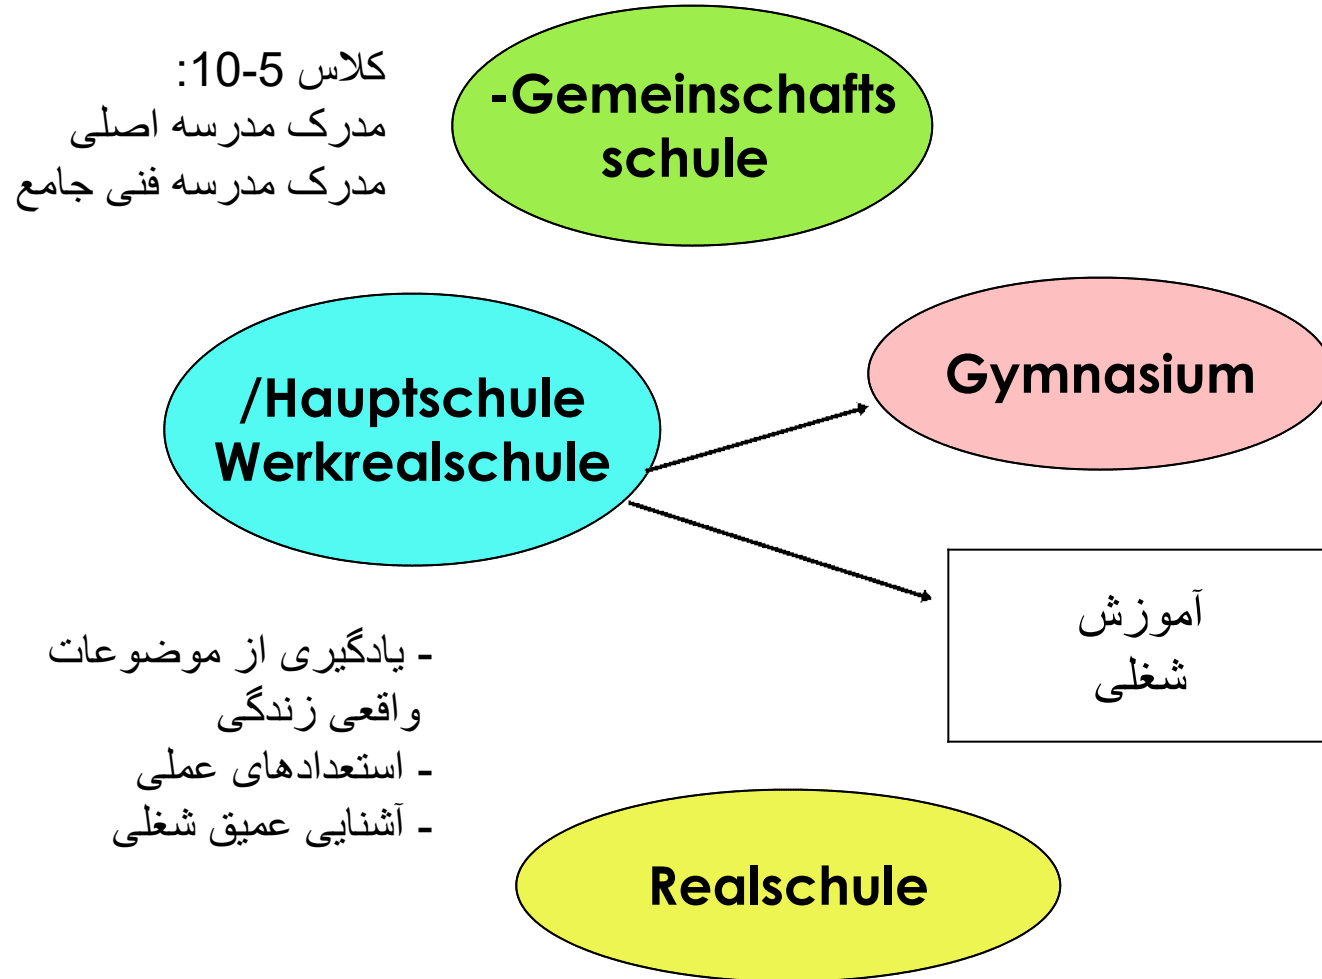 کلاس 5-10:
مدرک مدرسه اصلی
مدرک مدرسه فنی جامع
-Gemeinschafts
schule
/Hauptschule
Werkrealschule
Gymnasium
آموزش
شغلی
- یادگیری از موضوعات
واقعی زندگی
- استعدادهای عملی
- آشنایی عمیق شغلی
Realschule